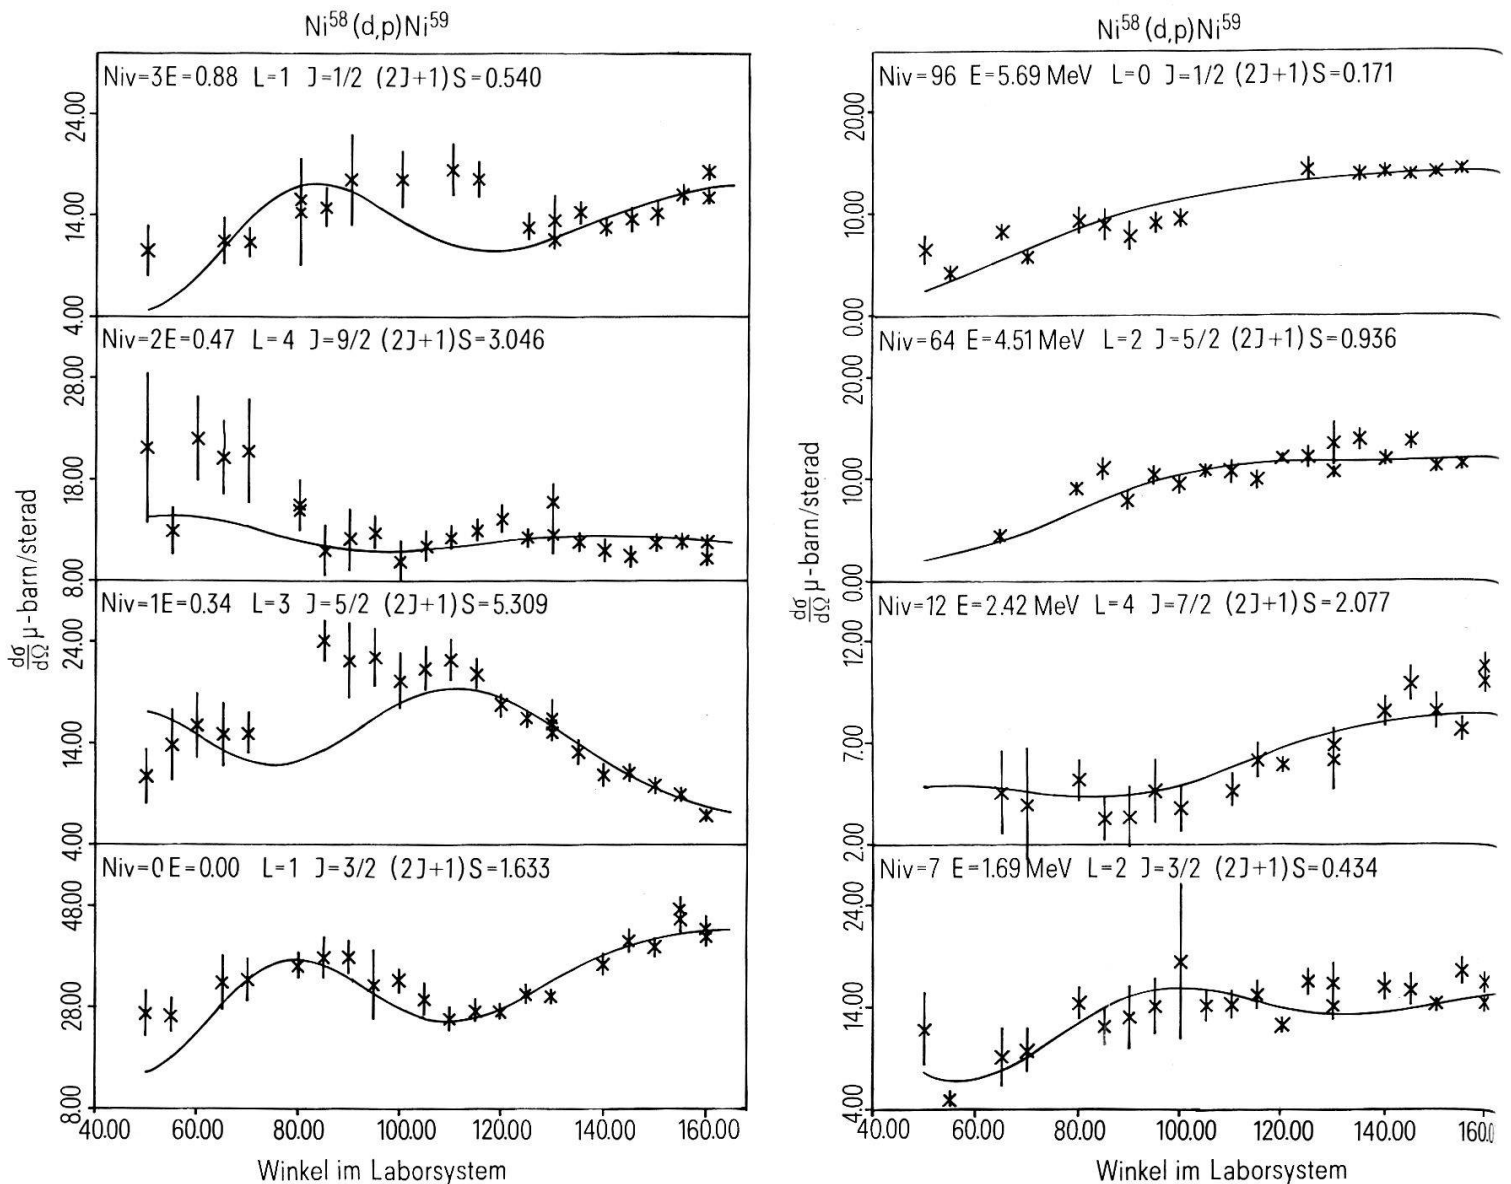 Ni⁵⁸(d,p)Ni⁵⁹
Niv=3E=0.88 L=1 J=1/2 (2J+1)S=0.540
24.00
14.00
4.00
Niv=2E=0.47 L=4 J=9/2 (2J+1)S=3.046
28.00
18.00
8.00
Niv=1E=0.34 L=3 J=5/2 (2J+1)S=5.309
24.00
14.00
4.00
Niv=0E=0.00 L=1 J=3/2 (2J+1)S=1.633
48.00
28.00
8.00
dσ/dΩ μ-barn/sterad
40.00 60.00 80.00 100.00 120.00 140.00 160.00
Winkel im Laborsystem
Ni⁵⁸(d,p)Ni⁵⁹
Niv=96 E=5.69 MeV L=0 J=1/2 (2J+1)S=0.171
20.00
10.00
0.00
Niv=64 E=4.51 MeV L=2 J=5/2 (2J+1)S=0.936
20.00
10.00
0.00
Niv=12 E=2.42 MeV L=4 J=7/2 (2J+1)S=2.077
12.00
7.00
2.00
Niv=7 E=1.69 MeV L=2 J=3/2 (2J+1)S=0.434
24.00
14.00
4.00
dσ/dΩ μ-barn/sterad
40.00 60.00 80.00 100.00 120.00 140.00 160.0
Winkel im Laborsystem